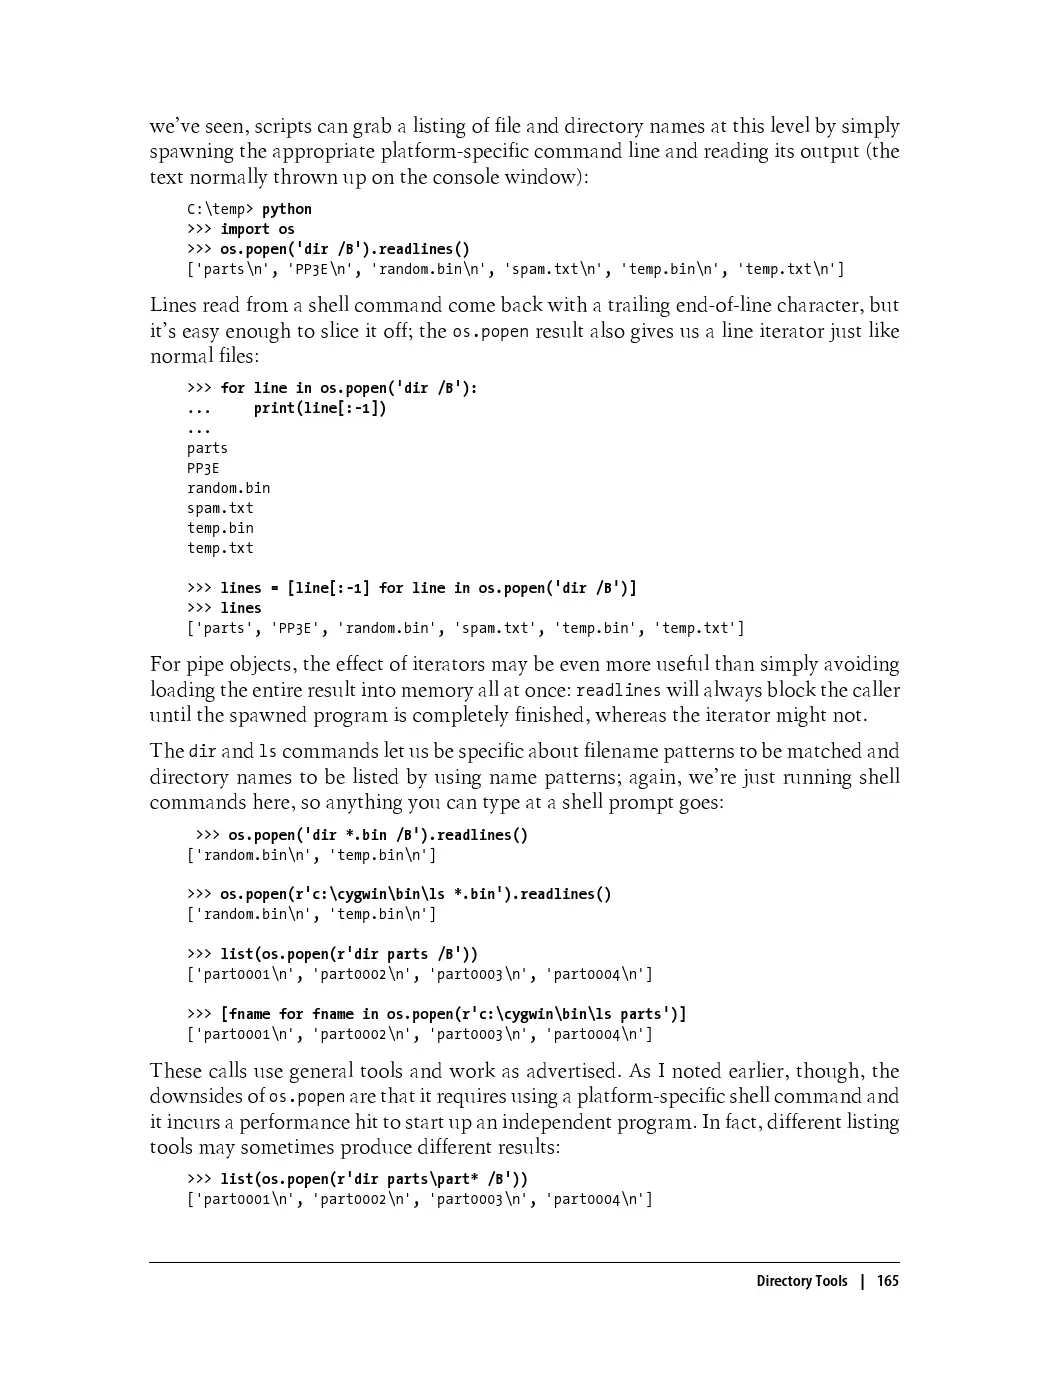 we've seen, scripts can grab a listing of file and directory names at this level by simply
spawning the appropriate platform-specific command line and reading its output (the
text normally thrown up on the console window):
C:\temp> python
>>> import os
>>> os.popen('dir /B').readlines()
['parts\n', 'PP3E\n', 'random.bin\n', 'spam.txt\n', 'temp.bin\n', 'temp.txt\n']
Lines read from a shell command come back with a trailing end-of-line character, but
it's easy enough to slice it off; the os.popen result also gives us a line iterator just like
normal files:
>>> for line in os.popen('dir /B'):
...     print(line[:-1])
...
parts
PP3E
random.bin
spam.txt
temp.bin
temp.txt
>>> lines = [line[:-1] for line in os.popen('dir /B')]
>>> lines
['parts', 'PP3E', 'random.bin', 'spam.txt', 'temp.bin', 'temp.txt']
For pipe objects, the effect of iterators may be even more useful than simply avoiding
loading the entire result into memory all at once: readlines will always block the caller
until the spawned program is completely finished, whereas the iterator might not.
The dir and ls commands let us be specific about filename patterns to be matched and
directory names to be listed by using name patterns; again, we're just running shell
commands here, so anything you can type at a shell prompt goes:
>>> os.popen('dir *.bin /B').readlines()
['random.bin\n', 'temp.bin\n']
>>> os.popen(r'c:\cygwin\bin\ls *.bin').readlines()
['random.bin\n', 'temp.bin\n']
>>> list(os.popen(r'dir parts /B'))
['part0001\n', 'part0002\n', 'part0003\n', 'part0004\n']
>>> [fname for fname in os.popen(r'c:\cygwin\bin\ls parts')]
['part0001\n', 'part0002\n', 'part0003\n', 'part0004\n']
These calls use general tools and work as advertised. As I noted earlier, though, the
downsides of os.popen are that it requires using a platform-specific shell command and
it incurs a performance hit to start up an independent program. In fact, different listing
tools may sometimes produce different results:
>>> list(os.popen(r'dir parts\part* /B'))
['part0001\n', 'part0002\n', 'part0003\n', 'part0004\n']
Directory Tools | 165